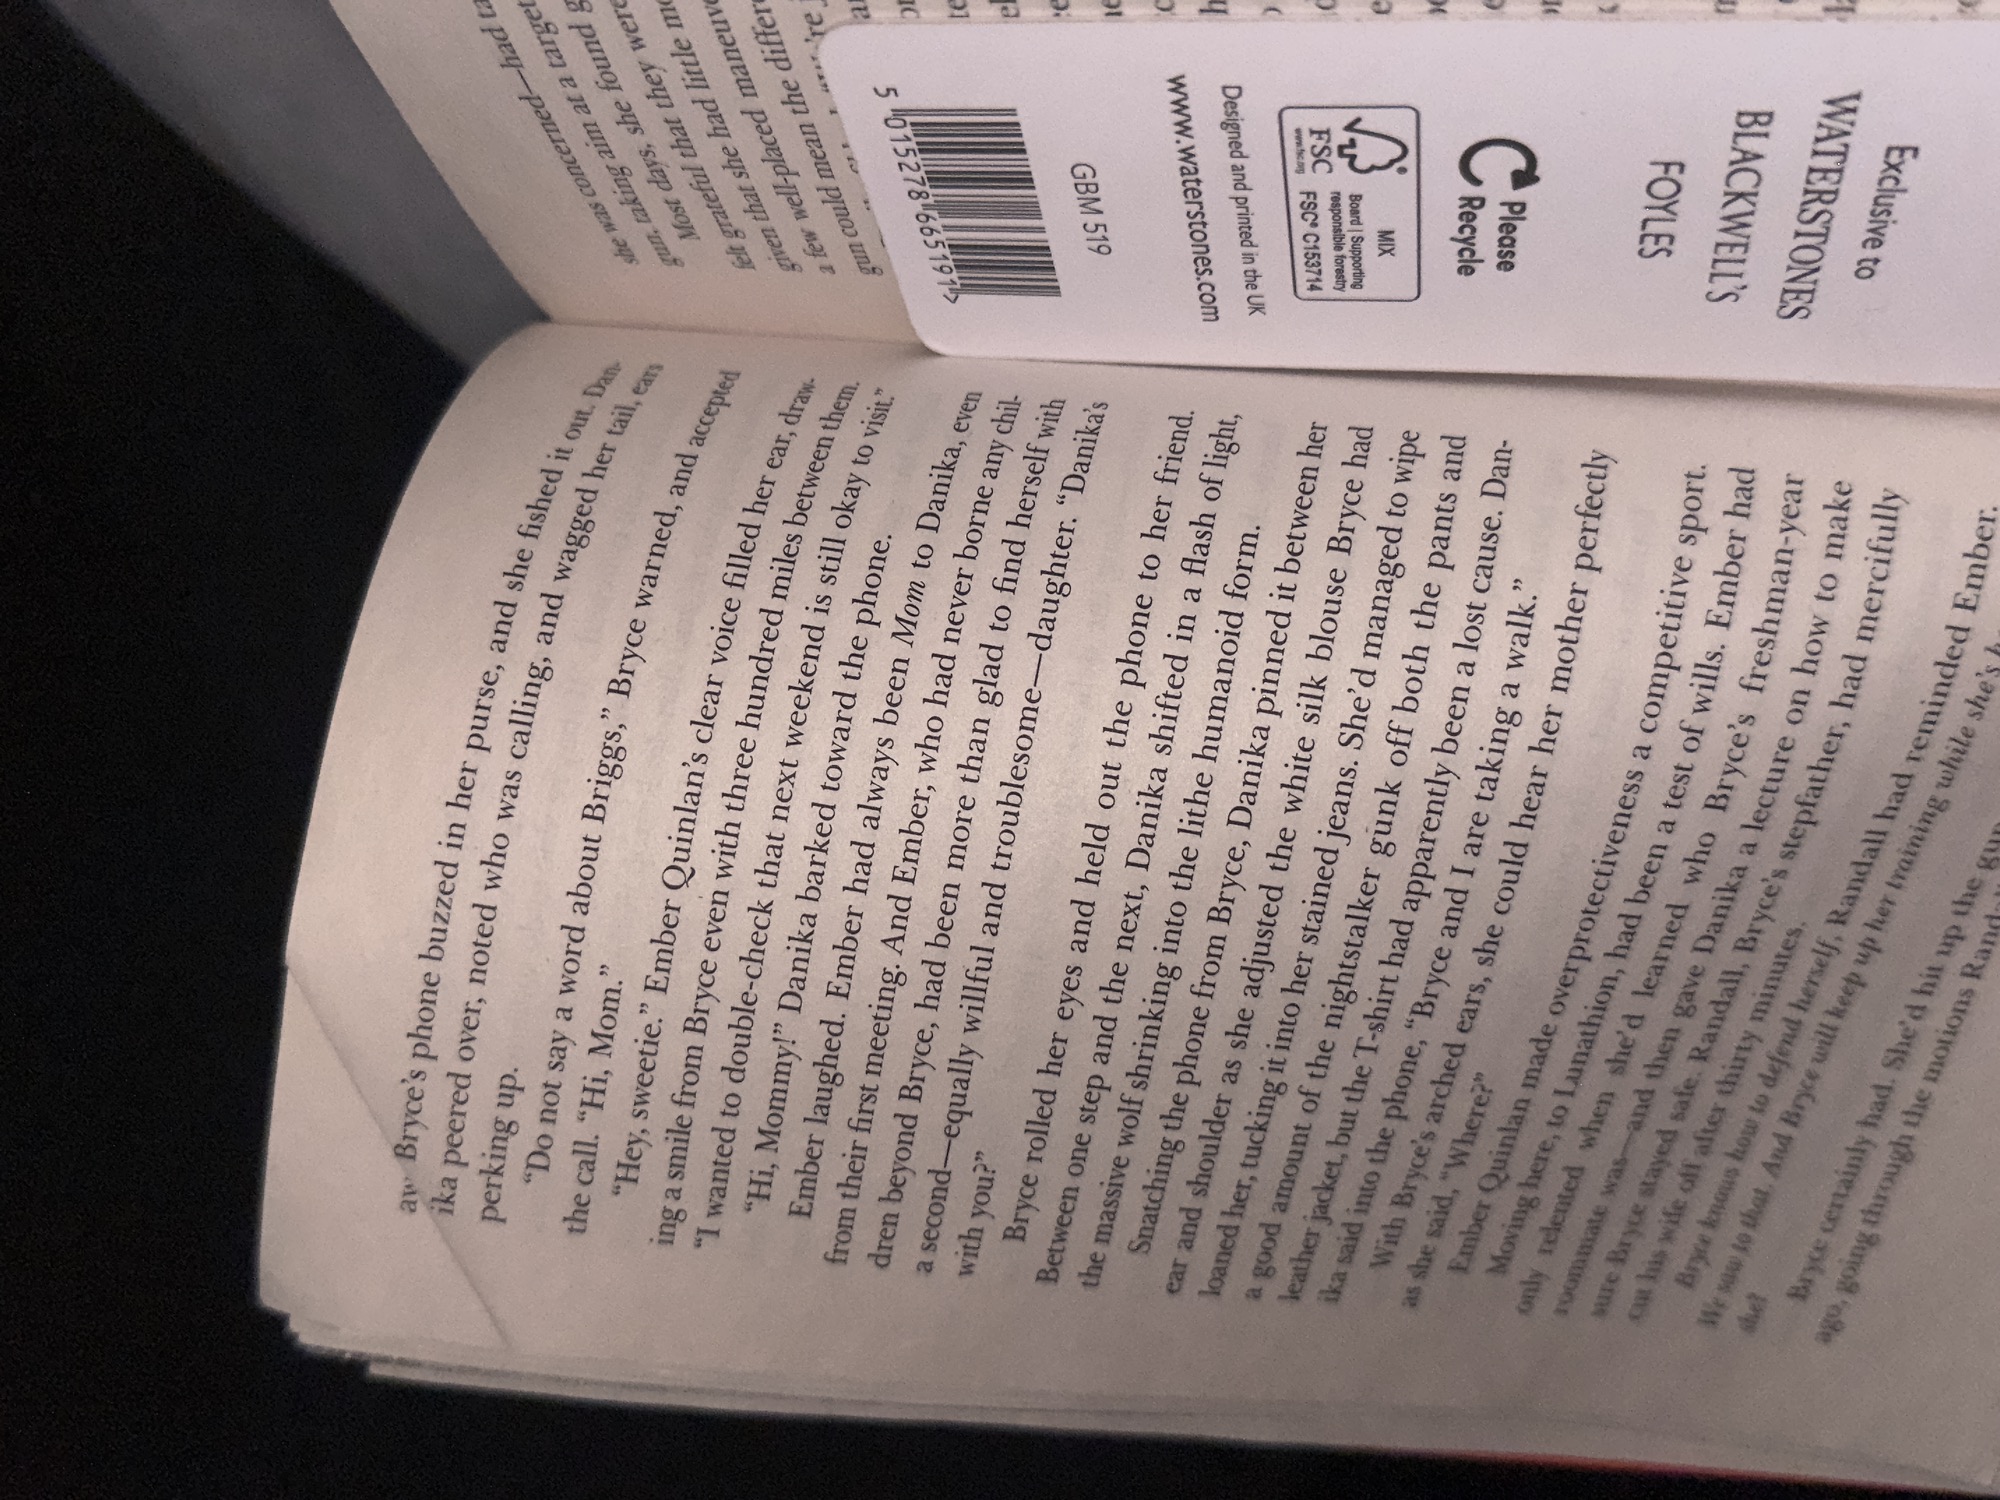 Bryce's phone buzzed in her purse, and she fished it out. Dan-
ika peered over, noted who was calling, and wagged her tail, ears
perking up.
"Do not say a word about Briggs," Bryce warned, and accepted
the call. "Hi, Mom."
"Hey, sweetie." Ember Quinlan's clear voice filled her ear, draw-
ing a smile from Bryce even with three hundred miles between them.
"I wanted to double-check that next weekend is still okay to visit."
"Hi, Mommy!" Danika barked toward the phone.
Ember laughed. Ember had always been Mom to Danika, even
from their first meeting. And Ember, who had never borne any chil-
dren beyond Bryce, had been more than glad to find herself with
a second—equally willful and troublesome—daughter. "Danika's
with you?"
Bryce rolled her eyes and held out the phone to her friend.
Between one step and the next, Danika shifted in a flash of light,
the massive wolf shrinking into the lithe humanoid form.
Snatching the phone from Bryce, Danika pinned it between her
ear and shoulder as she adjusted the white silk blouse Bryce had
loaned her, tucking it into her stained jeans. She'd managed to wipe
a good amount of the nightstalker gunk off both the pants and
leather jacket, but the T-shirt had apparently been a lost cause. Dan-
ika said into the phone, "Bryce and I are taking a walk."
With Bryce's arched ears, she could hear her mother perfectly
as she said, "Where?"
Ember Quinlan made overprotectiveness a competitive sport.
Moving here, to Lunathion, had been a test of wills. Ember had
only relented when she'd learned who Bryce's freshman-year
roommate was—and then gave Danika a lecture on how to make
sure Bryce stayed safe. Randall, Bryce's stepfather, had mercifully
cut his wife off after thirty minutes.
Bryce knows how to defend herself, Randall had reminded Ember.
We saw to that. And Bryce will keep up her training while she's
she?
Bryce certainly had. She'd hit up the
ago, going through the motions
she was concerned—had
gun, taking aim at a target
Most days, she found
felt grateful that they were
given that she had little
a few well-placed
gun could mean the
5 015278 665191 >
GBM 519
www.waterstones.com
Designed and printed in the UK
FSC
www.fsc.org
MIX
Board | Supporting
responsible forestry
FSC® C153714
Please
Recycle
FOYLES
BLACKWELL'S
WATERSTONES
Exclusive to